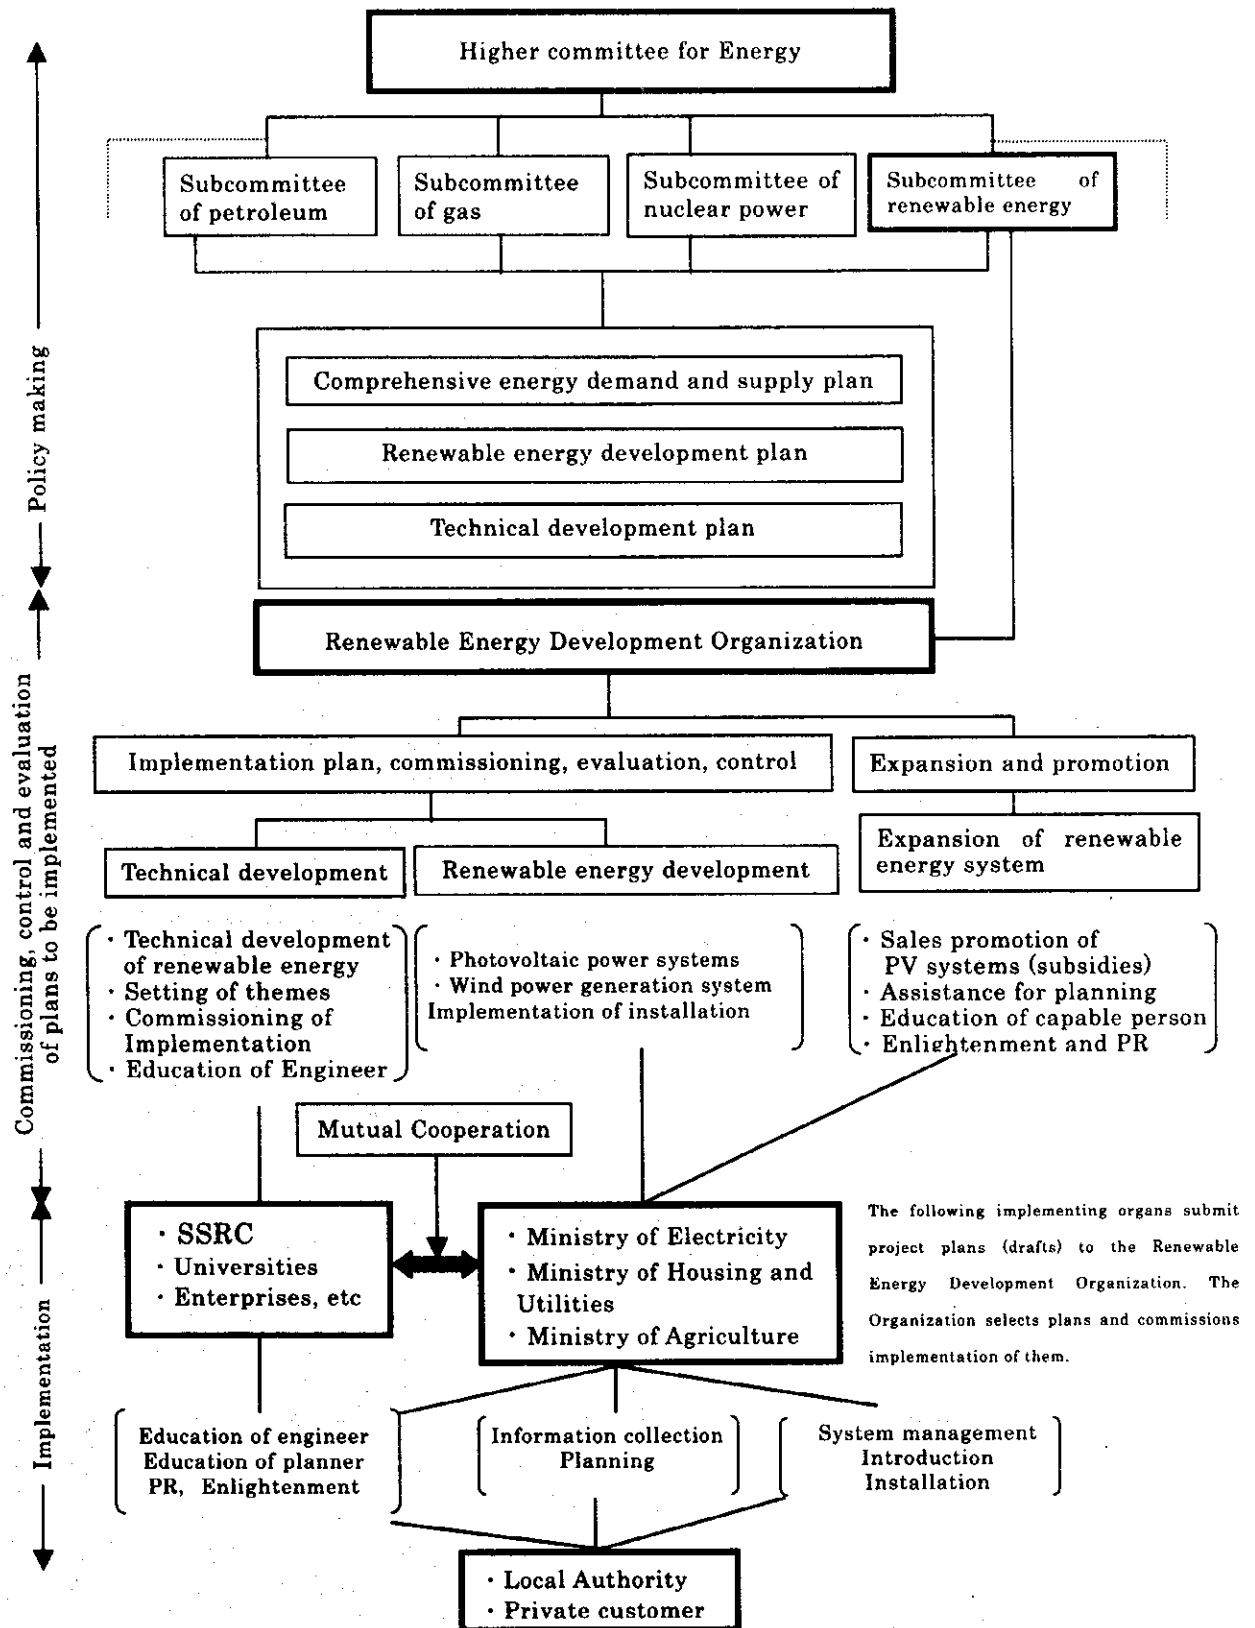 Higher committee for Energy
Subcommittee
of petroleum
Subcommittee
of gas
Subcommittee of
nuclear power
Subcommittee of
renewable energy
Policy making
Comprehensive energy demand and supply plan
Renewable energy development plan
Technical development plan
Renewable Energy Development Organization
Commissioning, control and evaluation
of plans to be implemented
Implementation plan, commissioning, evaluation, control
Expansion and promotion
Technical development
Renewable energy development
Expansion of renewable
energy system
· Technical development
of renewable energy
· Setting of themes
· Commissioning of
Implementation
· Education of Engineer
· Photovoltaic power systems
· Wind power generation system
Implementation of installation
· Sales promotion of
PV systems (subsidies)
· Assistance for planning
· Education of capable person
· Enlightenment and PR
Mutual Cooperation
Implementation
· SSRC
· Universities
· Enterprises, etc
· Ministry of Electricity
· Ministry of Housing and
Utilities
· Ministry of Agriculture
The following implementing organs submit
project plans (drafts) to the Renewable
Energy Development Organization. The
Organization selects plans and commissions
implementation of them.
Education of engineer
Education of planner
PR, Enlightenment
Information collection
Planning
System management
Introduction
Installation
· Local Authority
· Private customer